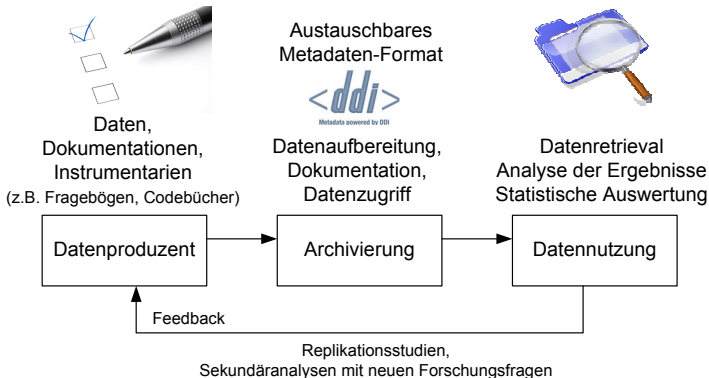 Daten,
Dokumentationen,
Instrumentarien
(z.B. Fragebögen, Codebücher)
Datenproduzent
Austauschbares
Metadaten-Format
<ddi>
Metadata powered by DDI
Datenaufbereitung,
Dokumentation,
Datenzugriff
Archivierung
Datenretrieval
Analyse der Ergebnisse
Statistische Auswertung
Datennutzung
Feedback
Replikationsstudien,
Sekundäranalysen mit neuen Forschungsfragen